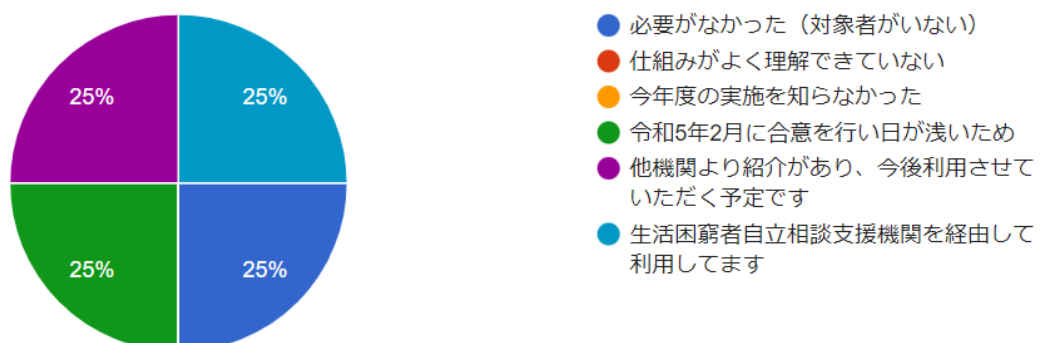 25%
25%
25%
25%
必要がなかった（対象者がいない）
仕組みがよく理解できていない
今年度の実施を知らなかった
令和5年2月に合意を行い日が浅いため
他機関より紹介があり、今後利用させて
いただく予定です
生活困窮者自立相談支援機関を経由して
利用してます